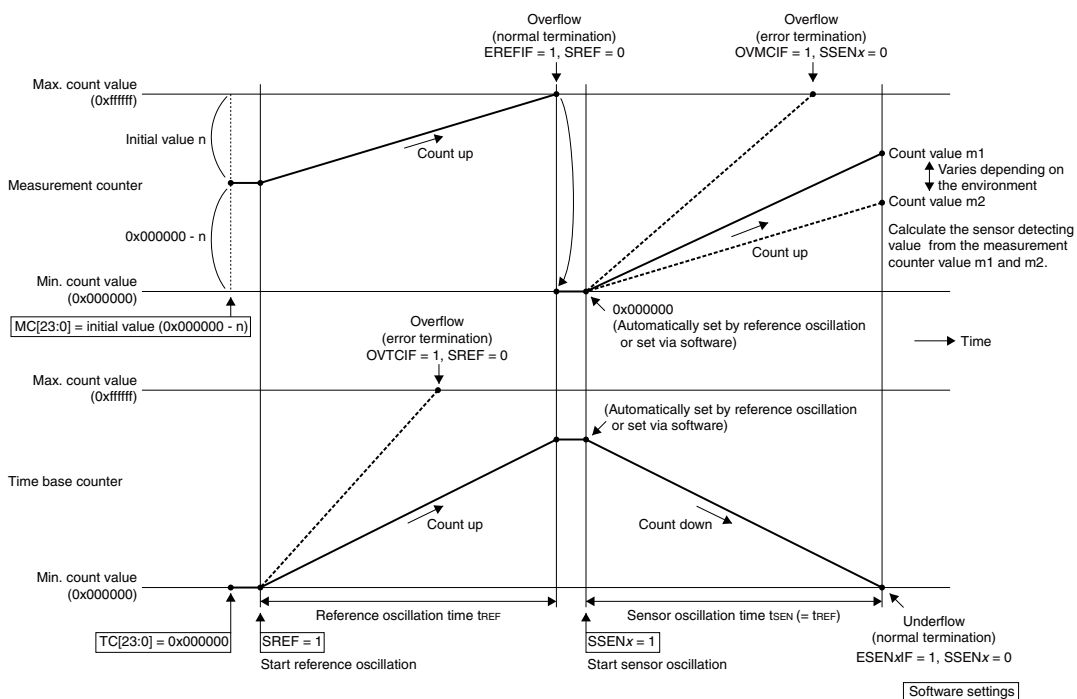 Overflow
(normal termination)
EREFIF = 1, SREF = 0
Overflow
(error termination)
OVMCIF = 1, SSENx = 0
Max. count value
(0xffffff)
Initial value n
Count up
Measurement counter
0x000000 - n
Count value m1
Varies depending on
the environment
Count value m2
Calculate the sensor detecting
value from the measurement
counter value m1 and m2.
Count up
Min. count value
(0x000000)
MC[23:0] = initial value (0x000000 - n)
0x000000
(Automatically set by reference oscillation
or set via software)
Time
Overflow
(error termination)
OVTCIF = 1, SREF = 0
Max. count value
(0xffffff)
(Automatically set by reference oscillation
or set via software)
Time base counter
Count up
Count down
Min. count value
(0x000000)
Reference oscillation time tREF
Sensor oscillation time tSEN (= tREF)
TC[23:0] = 0x000000
SREF = 1
Start reference oscillation
SSENx = 1
Start sensor oscillation
Underflow
(normal termination)
ESENxIF = 1, SSENx = 0
Software settings